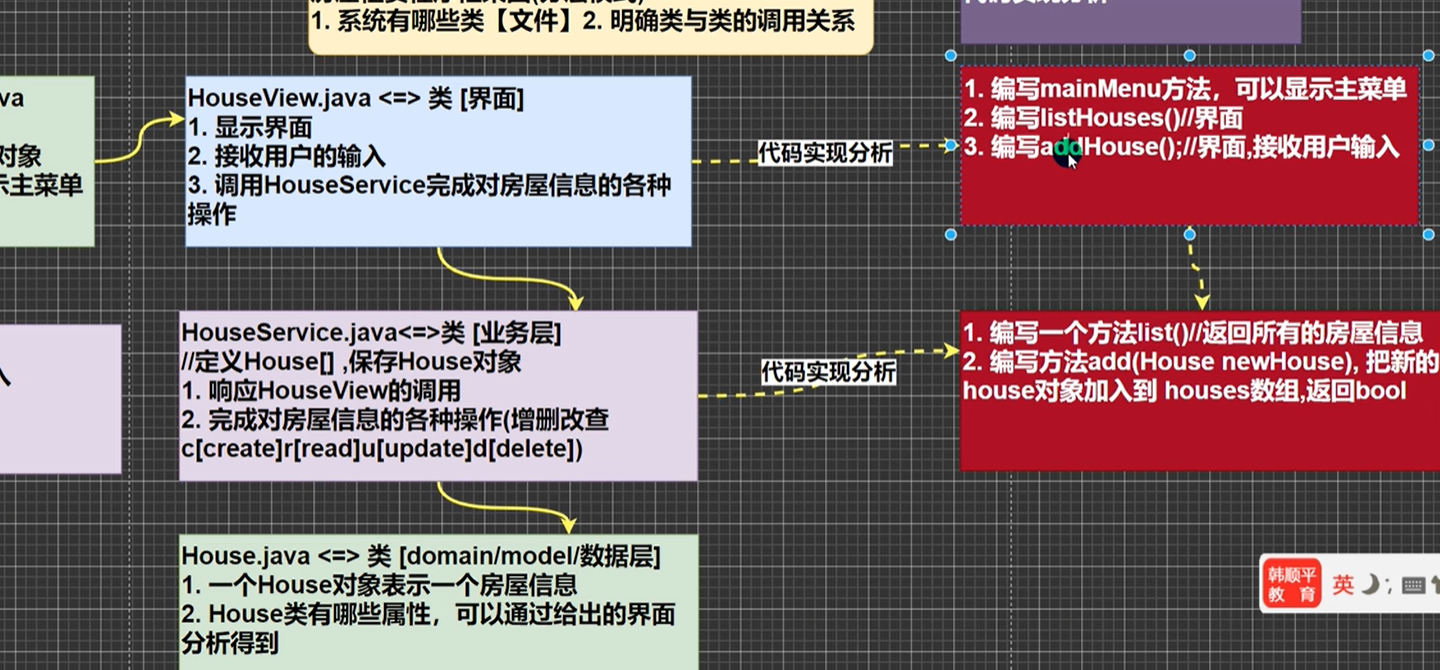 1. 系统有哪些类【文件】2. 明确类与类的调用关系
va
对象
示主菜单
HouseView.java <=> 类 [界面]
1. 显示界面
2. 接收用户的输入
3. 调用HouseService完成对房屋信息的各种
操作
代码实现分析
1. 编写mainMenu方法，可以显示主菜单
2. 编写listHouses()//界面
3. 编写addHouse();//界面,接收用户输入
入
HouseService.java<=>类 [业务层]
//定义House[] ,保存House对象
1. 响应HouseView的调用
2. 完成对房屋信息的各种操作(增删改查
c[create]r[read]u[update]d[delete])
代码实现分析
1. 编写一个方法list()//返回所有的房屋信息
2. 编写方法add(House newHouse), 把新的
house对象加入到 houses数组,返回bool
House.java <=> 类 [domain/model/数据层]
1. 一个House对象表示一个房屋信息
2. House类有哪些属性，可以通过给出的界面
分析得到
韩顺平
教 育
英
;